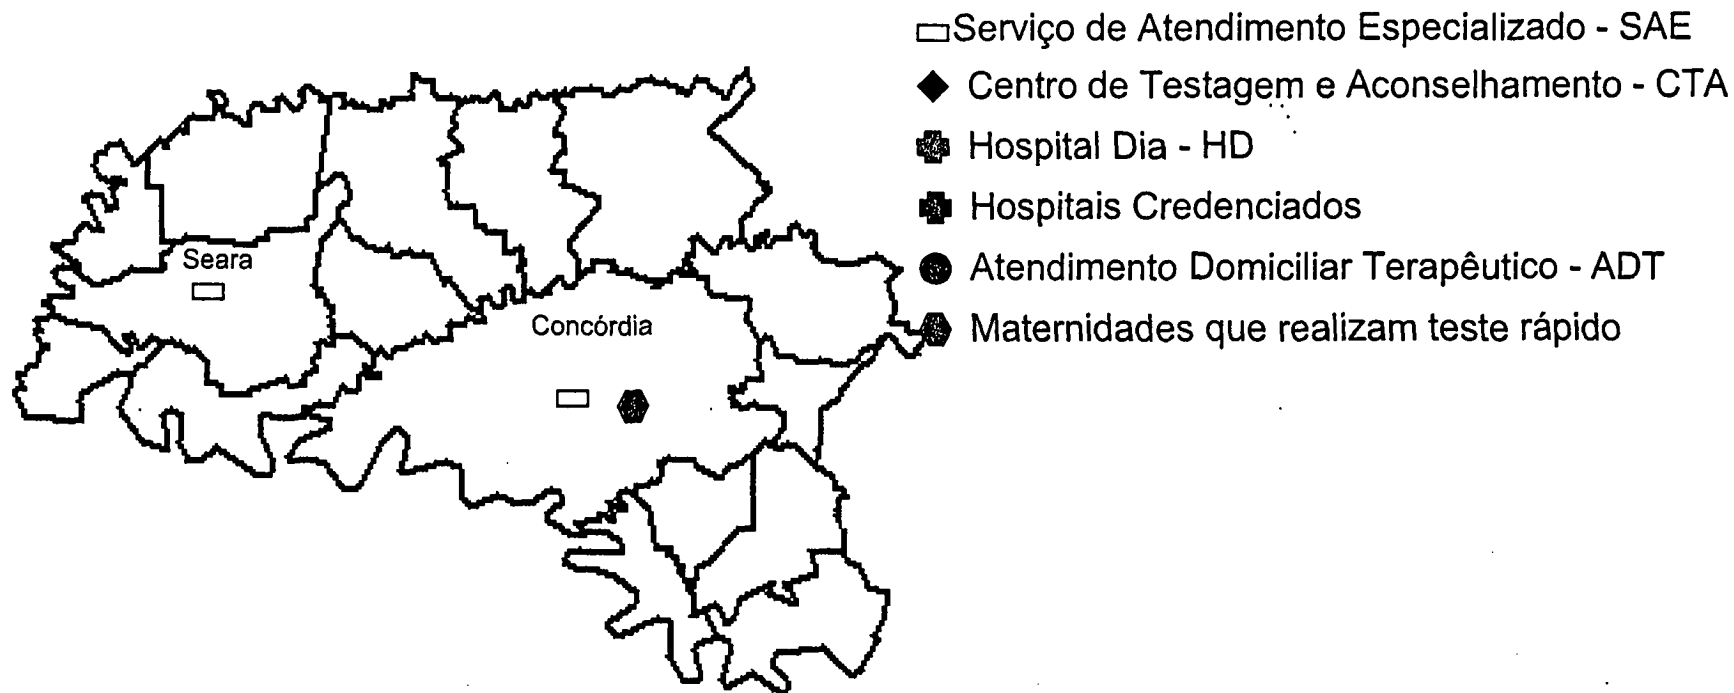 Serviço de Atendimento Especializado - SAE
Centro de Testagem e Aconselhamento - CTA
Hospital Dia - HD
Hospitais Credenciados
Atendimento Domiciliar Terapêutico - ADT
Maternidades que realizam teste rápido
Seara
Concórdia